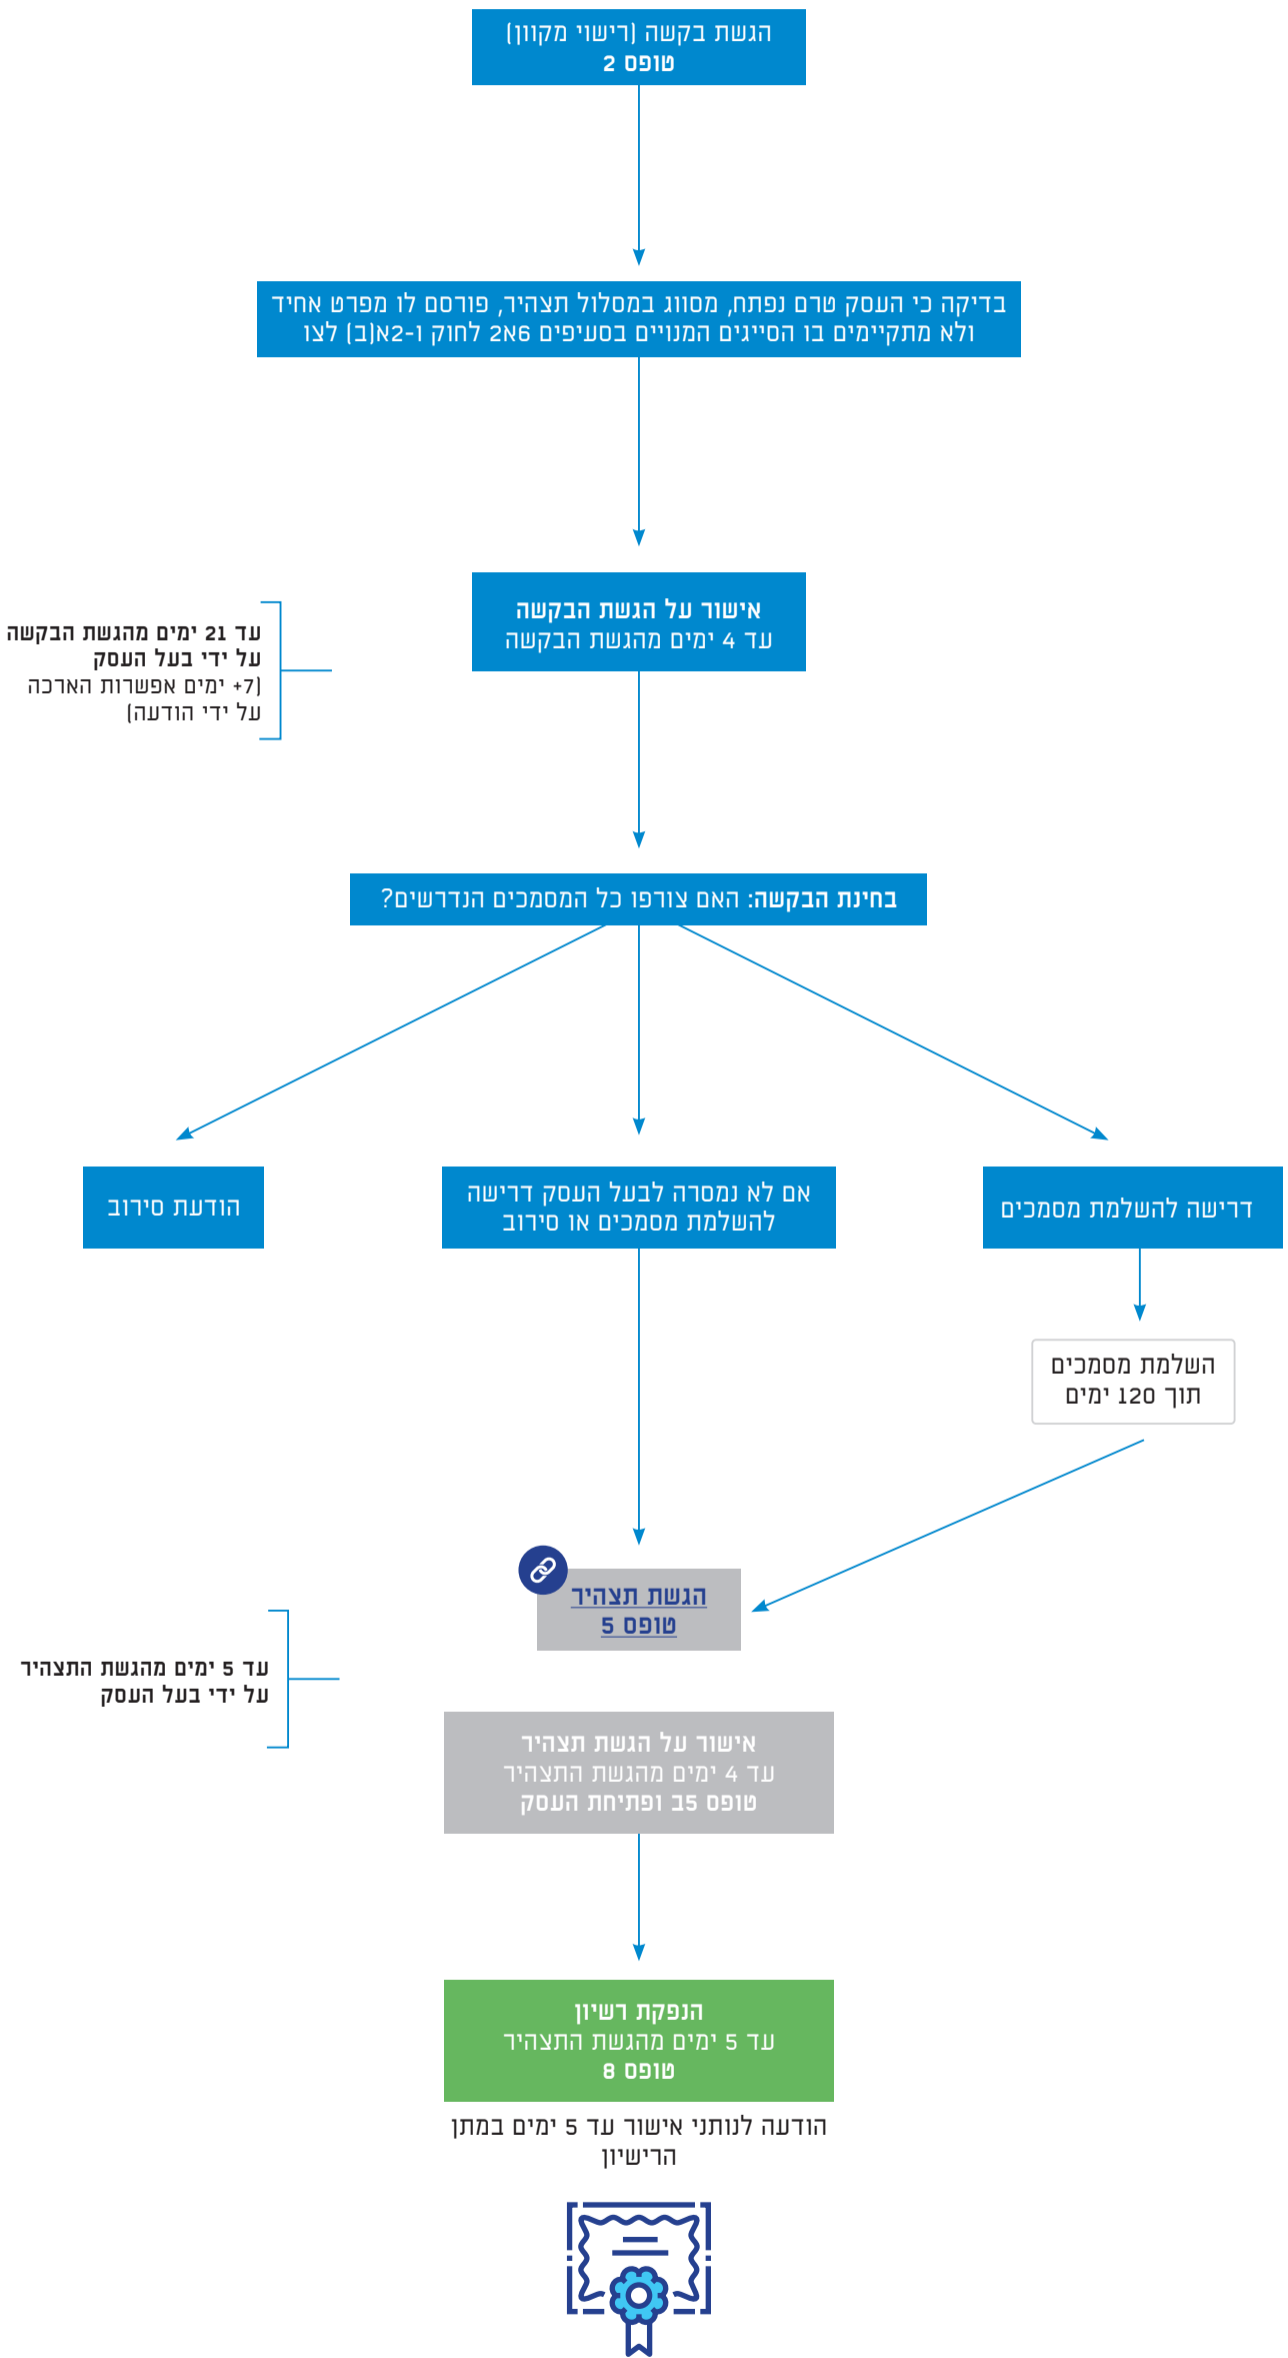 הגשת בקשה (רישוי מקוון)
טופס 2
בדיקה כי העסק טרם נפתח, מסווג במסלול תצהיר, פורסם לו מפרט אחיד
ולא מתקיימים בו הסייגים המנויים בסעיפים 6א2 לחוק ו-2א(ב) לצו
אישור על הגשת הבקשה
עד 4 ימים מהגשת הבקשה
עד 21 ימים מהגשת הבקשה
על ידי בעל העסק
(7+ ימים אפשרות הארכה
על ידי הודעה)
בחינת הבקשה: האם צורפו כל המסמכים הנדרשים?
דרישה להשלמת מסמכים
אם לא נמסרה לבעל העסק דרישה
להשלמת מסמכים או סירוב
הודעת סירוב
השלמת מסמכים
תוך 120 ימים
הגשת תצהיר
טופס 5
עד 5 ימים מהגשת התצהיר
על ידי בעל העסק
אישור על הגשת תצהיר
עד 4 ימים מהגשת התצהיר
טופס 5ב ופתיחת העסק
הנפקת רשיון
עד 5 ימים מהגשת התצהיר
טופס 8
הודעה לנותני אישור עד 5 ימים במתן
הרישיון